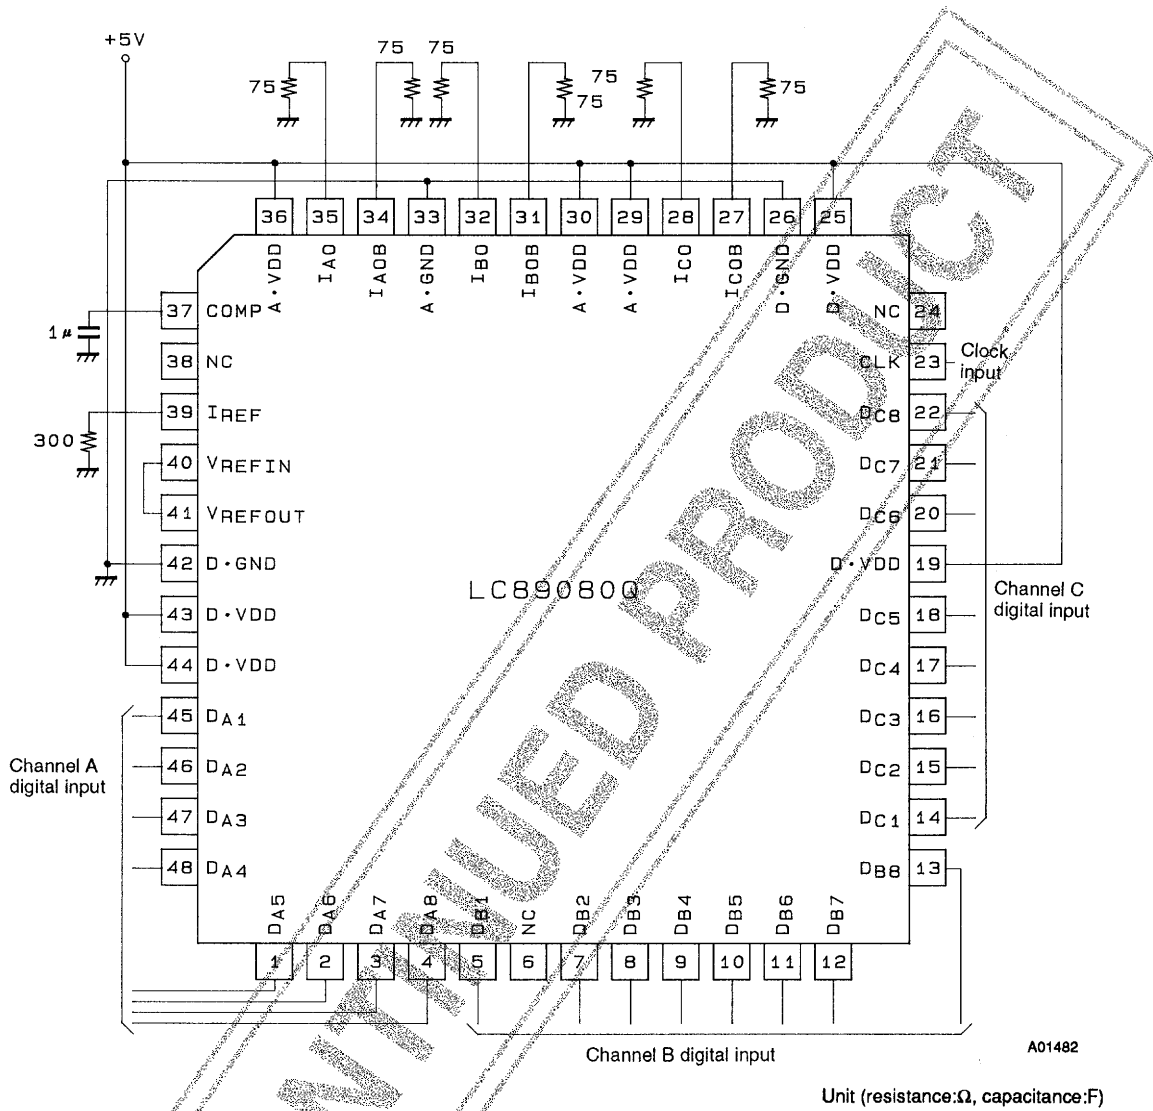 +5V
75 75 75 75 75 75
36 35 34 33 32 31 30 29 28 27 26 25
A·VDD IAO IAOB A·GND IBO IBOB A·VDD A·VDD ICO ICOB D·GND D·VDD
1μ
37 COMP
38 NC
300
39 IREF
40 VREFIN
41 VREFOUT
42 D·GND
43 D·VDD
44 D·VDD
45 DA1
46 DA2
47 DA3
48 DA4
Channel A
digital input
LC89080Q
NC 24
CLK 23 Clock
input
DC8 22
DC7 21
DC6 20
D·VDD 19
DC5 18
DC4 17
DC3 16
DC2 15
DC1 14
DB8 13
Channel C
digital input
DA5 DA6 DA7 DA8 DB1 NC DB2 DB3 DB4 DB5 DB6 DB7
1 2 3 4 5 6 7 8 9 10 11 12
Channel B digital input
A01482
Unit (resistance:Ω, capacitance:F)
NTINUED PRODUCT